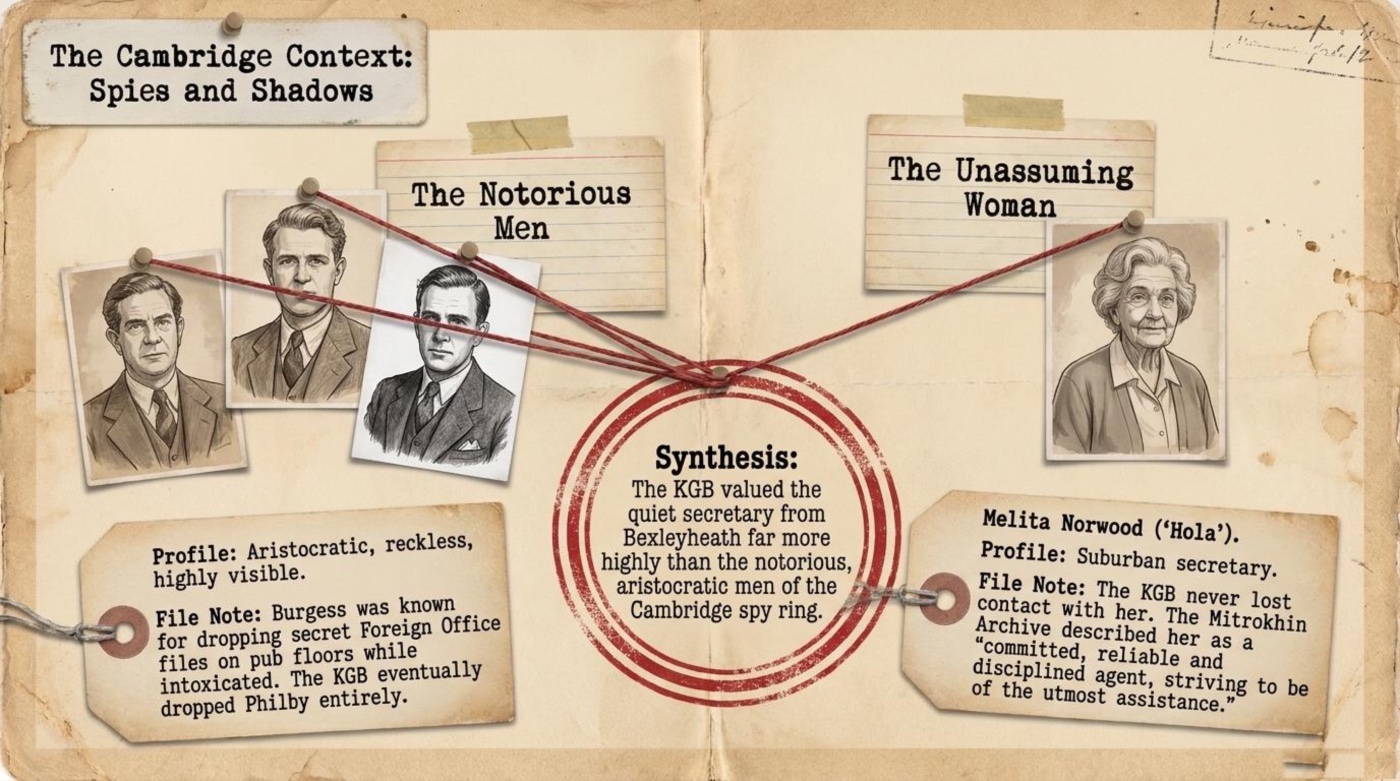 The Cambridge Context:
Spies and Shadows
The Notorious
Men
The Unassuming
Woman
Profile: Aristocratic, reckless,
highly visible.
File Note: Burgess was known
for dropping secret Foreign Office
files on pub floors while
intoxicated. The KGB eventually
dropped Philby entirely.
Synthesis:
The KGB valued the
quiet secretary from
Bexleyheath far more
highly than the notorious,
aristocratic men of the
Cambridge spy ring.
Melita Norwood (‘Hola’).
Profile: Suburban secretary.
File Note: The KGB never lost
contact with her. The Mitrokhin
Archive described her as a
“committed, reliable and
disciplined agent, striving to be
of the utmost assistance.”